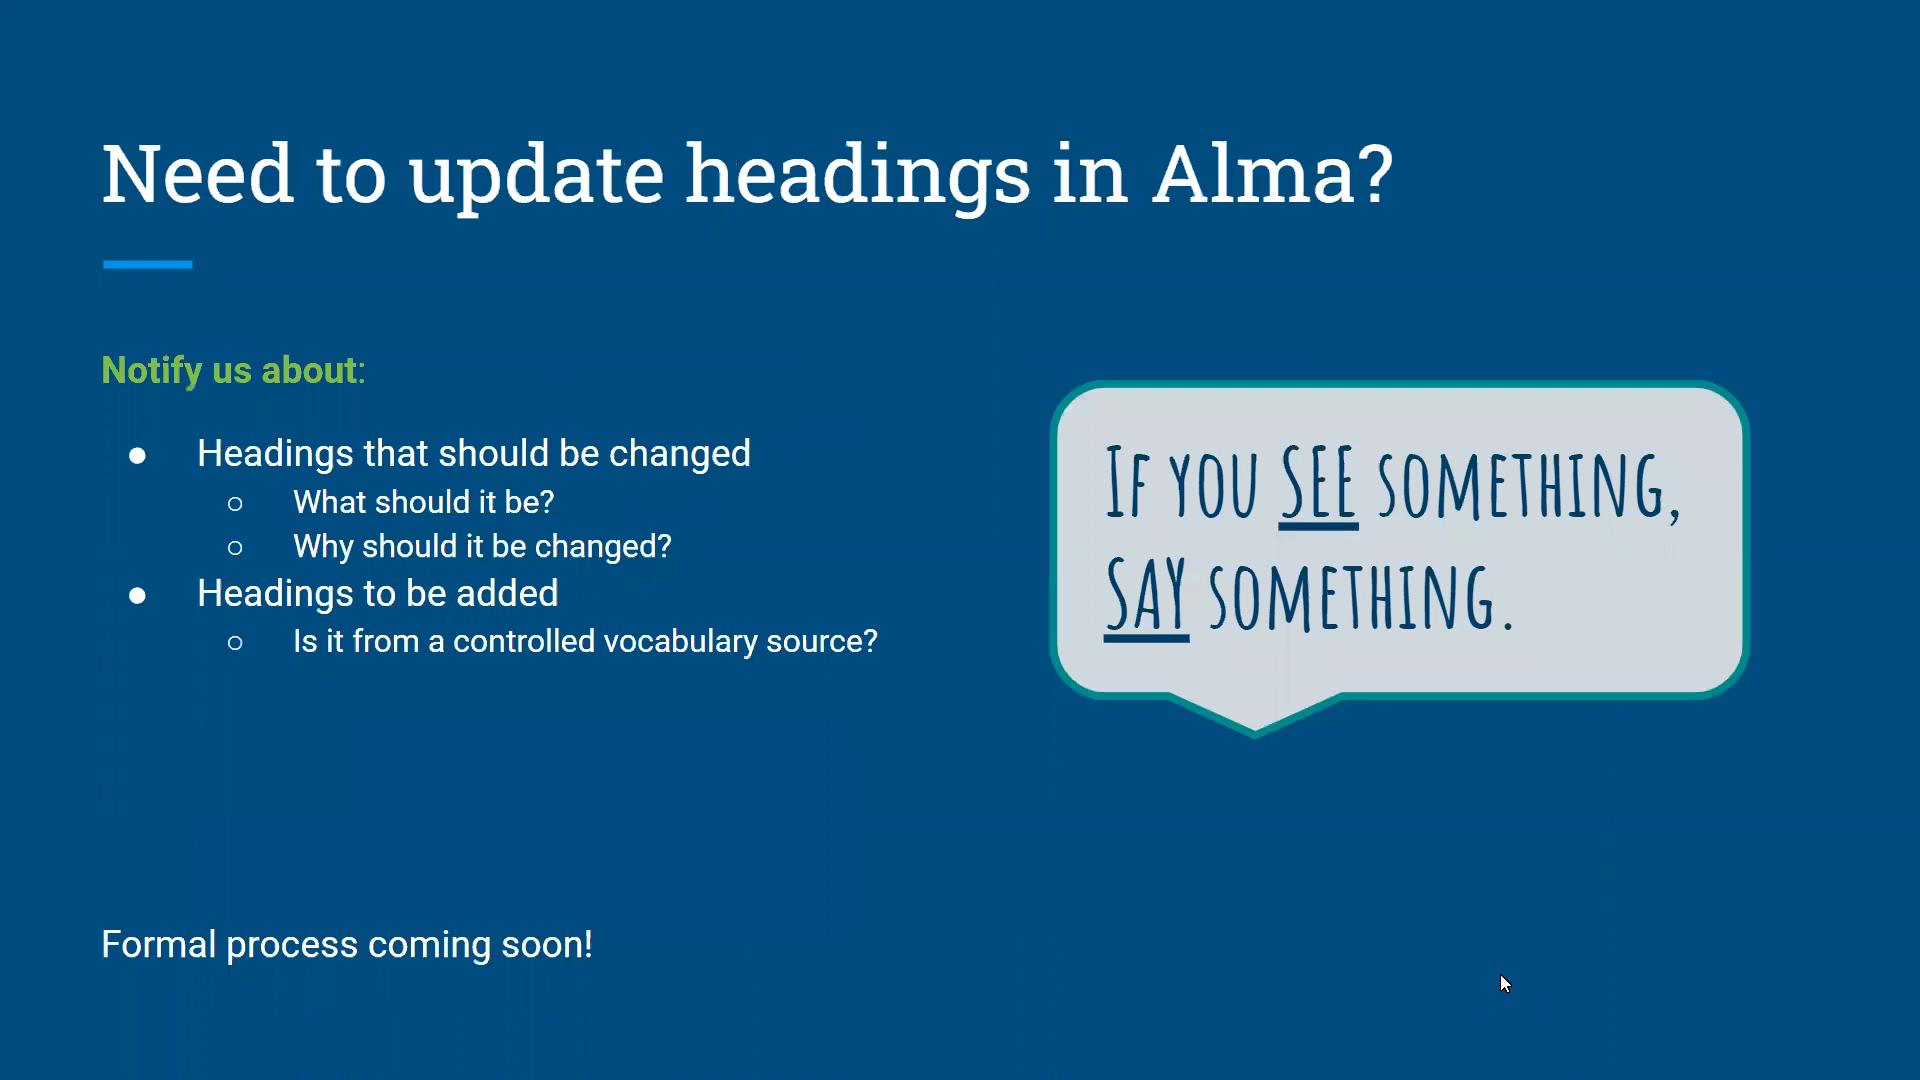 Need to update headings in Alma?
Notify us about:
● Headings that should be changed
○ What should it be?
○ Why should it be changed?
● Headings to be added
○ Is it from a controlled vocabulary source?
If you SEE something,
SAY something.
Formal process coming soon!